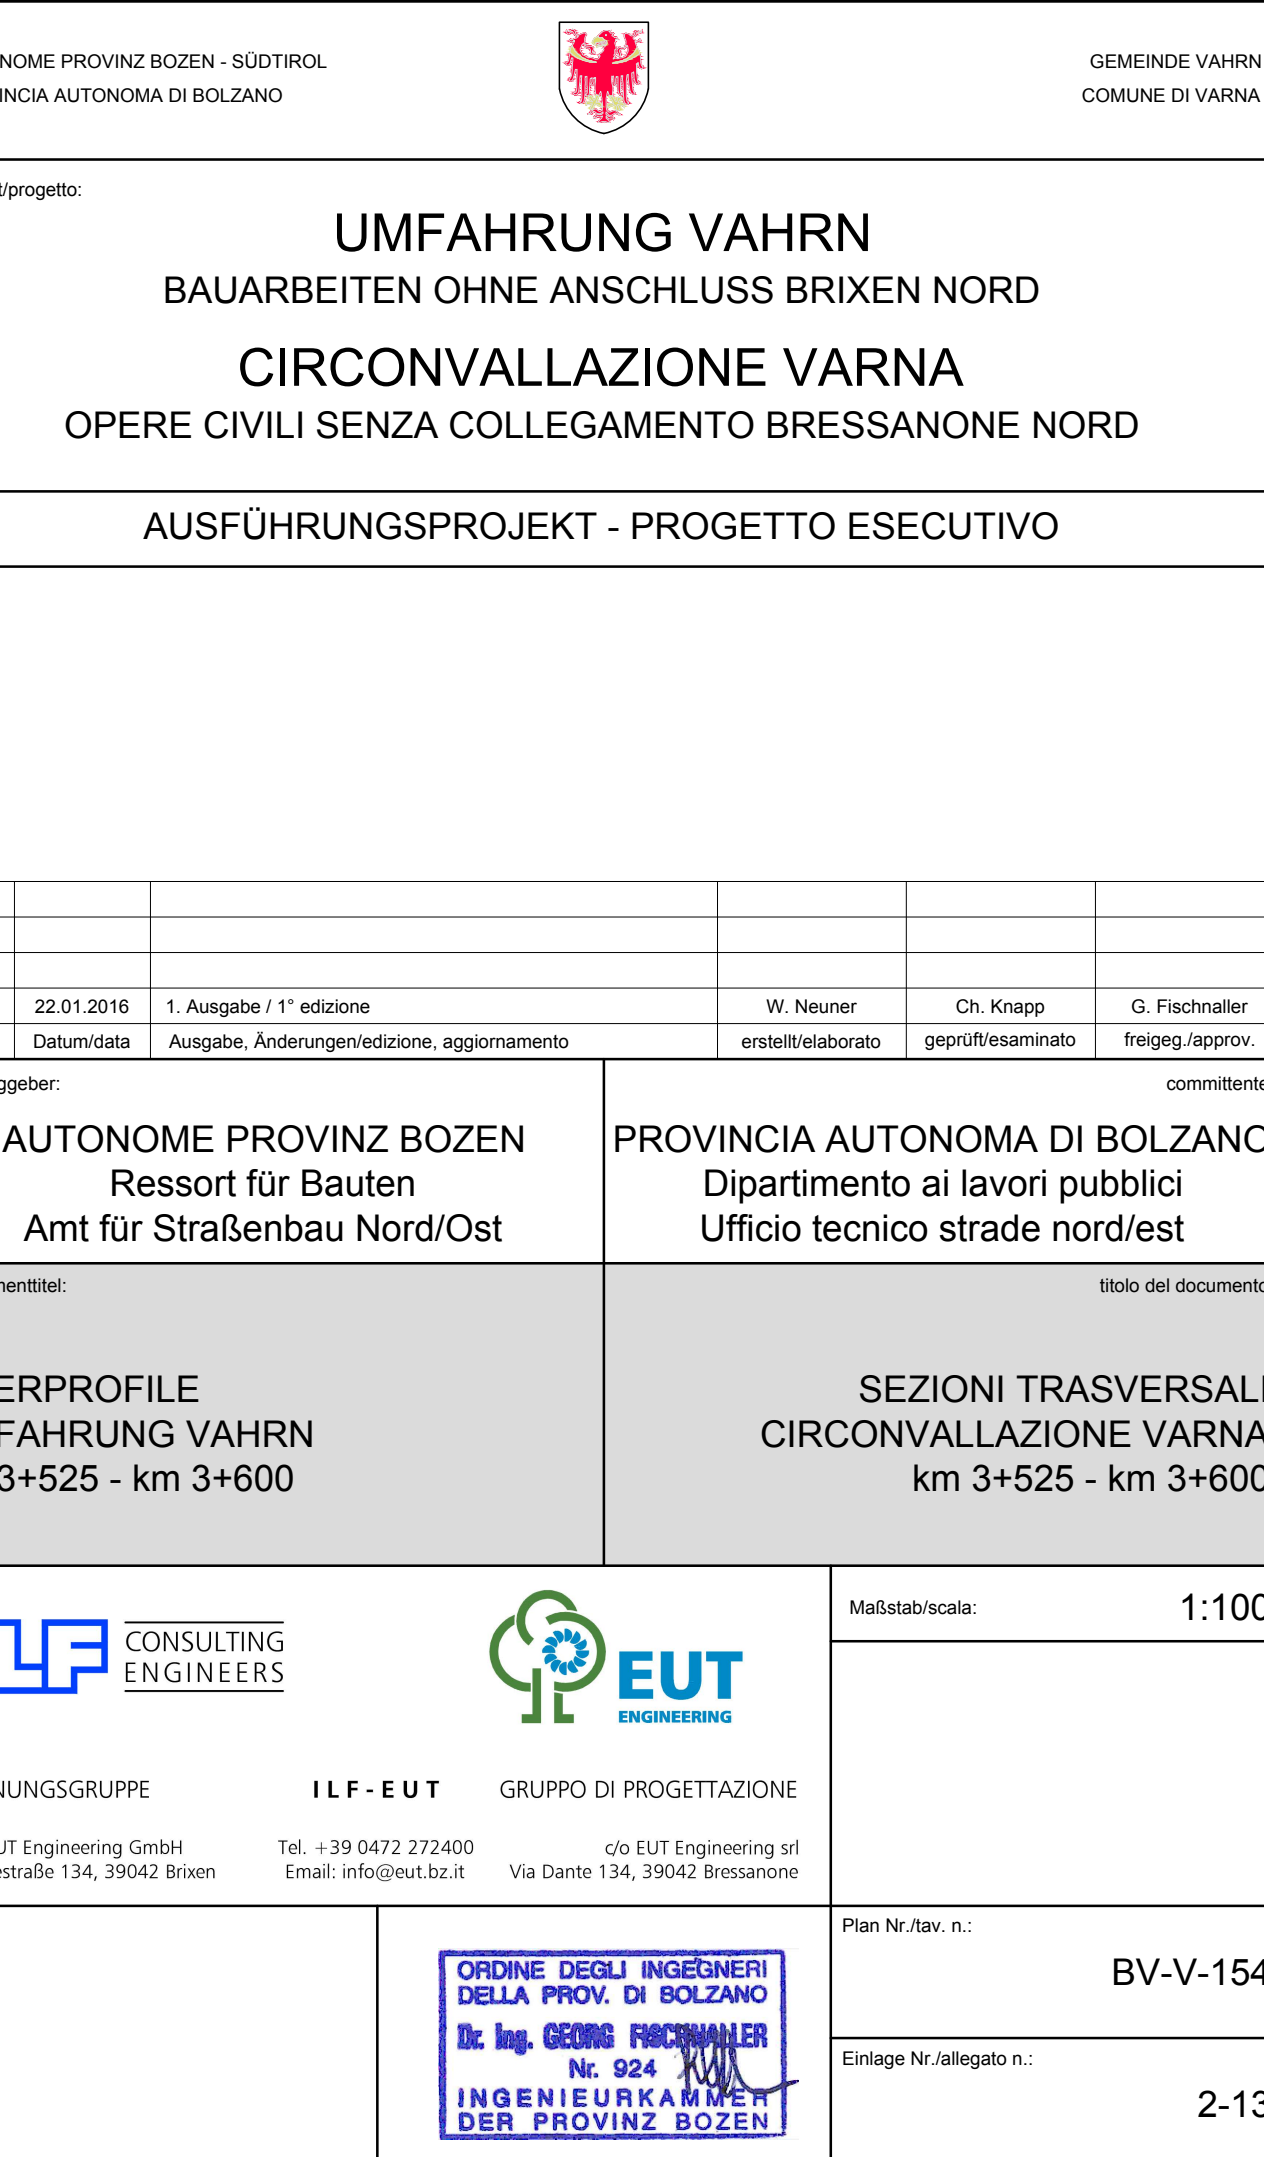 NOME PROVINZ BOZEN - SÜDTIROL
INCIA AUTONOMA DI BOLZANO
GEMEINDE VAHRN
COMUNE DI VARNA
t/progetto:
UMFAHRUNG VAHRN
BAUARBEITEN OHNE ANSCHLUSS BRIXEN NORD
CIRCONVALLAZIONE VARNA
OPERE CIVILI SENZA COLLEGAMENTO BRESSANONE NORD
AUSFÜHRUNGSPROJEKT - PROGETTO ESECUTIVO
22.01.2016 1. Ausgabe / 1° edizione W. Neuner Ch. Knapp G. Fischnaller
Datum/data Ausgabe, Änderungen/edizione, aggiornamento erstellt/elaborato geprüft/esaminato freigeg./approv.
ggeber:
AUTONOME PROVINZ BOZEN
Ressort für Bauten
Amt für Straßenbau Nord/Ost
committente
PROVINCIA AUTONOMA DI BOLZANO
Dipartimento ai lavori pubblici
Ufficio tecnico strade nord/est
menttitel:
ERPROFILE
FAHRUNG VAHRN
3+525 - km 3+600
titolo del documento
SEZIONI TRASVERSALI
CIRCONVALLAZIONE VARNA
km 3+525 - km 3+600
LF CONSULTING
ENGINEERS
EUT
ENGINEERING
Maßstab/scala: 1:100
NUNGSGRUPPE ILF-EUT GRUPPO DI PROGETTAZIONE
UT Engineering GmbH Tel. +39 0472 272400 c/o EUT Engineering srl
estraße 134, 39042 Brixen Email: info@eut.bz.it Via Dante 134, 39042 Bressanone
ORDINE DEGLI INGEGNERI
DELLA PROV. DI BOLZANO
Dr. Ing. GEORG FISCHNALLER
Nr. 924
INGENIEURKAMMER
DER PROVINZ BOZEN
Plan Nr./tav. n.:
BV-V-154
Einlage Nr./allegato n.:
2-13